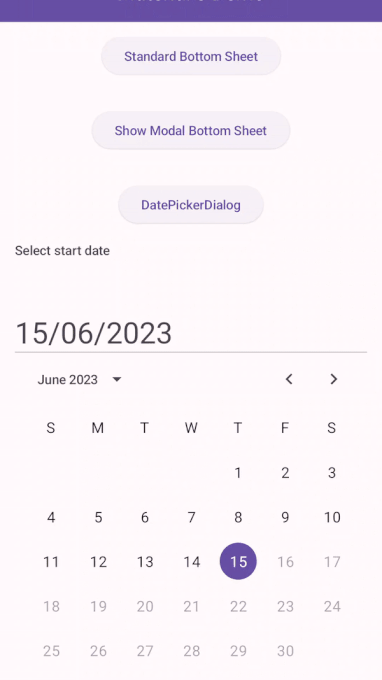 Standard Bottom Sheet
Show Modal Bottom Sheet
DatePickerDialog
Select start date
15/06/2023
June 2023
S M T W T F S
1 2 3
4 5 6 7 8 9 10
11 12 13 14 15 16 17
18 19 20 21 22 23 24
25 26 27 28 29 30